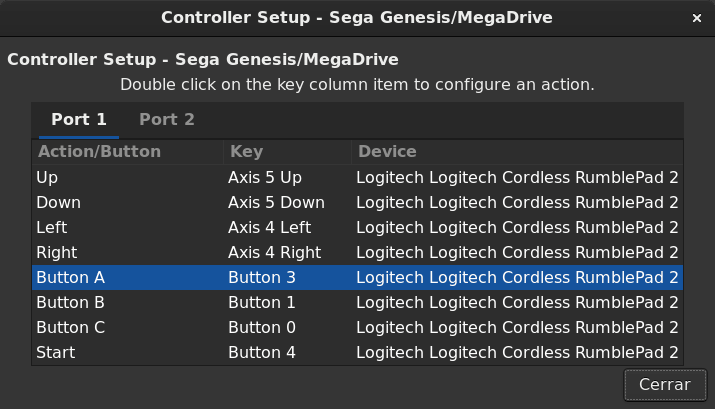 Controller Setup - Sega Genesis/MegaDrive
×
Controller Setup - Sega Genesis/MegaDrive
Double click on the key column item to configure an action.
Port 1 Port 2
Action/Button Key Device
Up Axis 5 Up Logitech Logitech Cordless RumblePad 2
Down Axis 5 Down Logitech Logitech Cordless RumblePad 2
Left Axis 4 Left Logitech Logitech Cordless RumblePad 2
Right Axis 4 Right Logitech Logitech Cordless RumblePad 2
Button A Button 3 Logitech Logitech Cordless RumblePad 2
Button B Button 1 Logitech Logitech Cordless RumblePad 2
Button C Button 0 Logitech Logitech Cordless RumblePad 2
Start Button 4 Logitech Logitech Cordless RumblePad 2
Cerrar